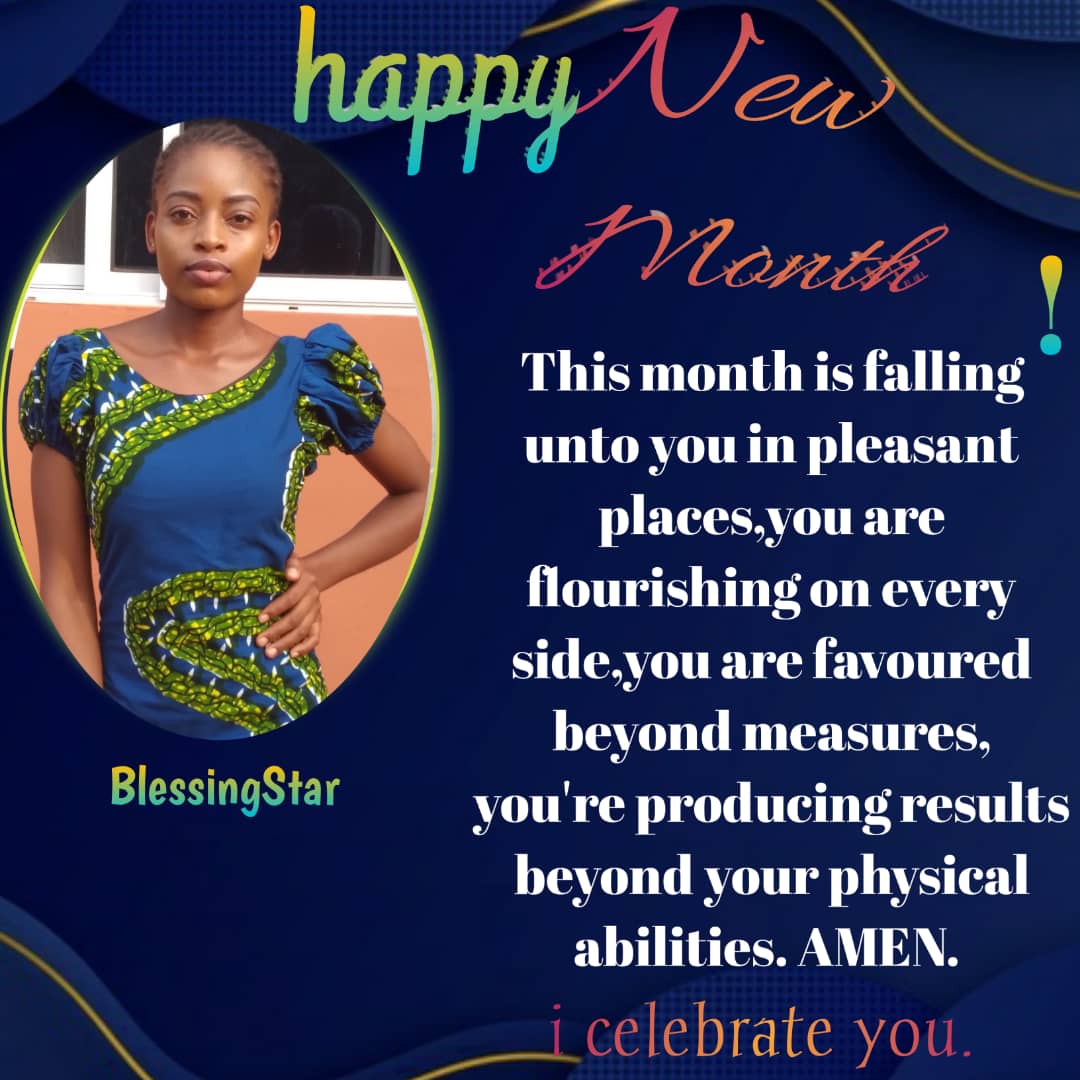 happy New
Month !
This month is falling
unto you in pleasant
places,you are
flourishing on every
side,you are favoured
beyond measures,
you're producing results
beyond your physical
abilities. AMEN.
i celebrate you.
BlessingStar